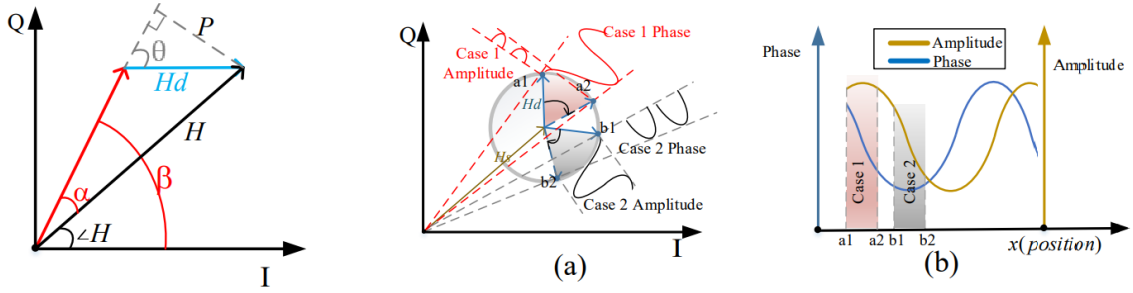 Q
P
θ
Hd
H
β
α
∠H
I
Q
Case 1
Amplitude
Case 1 Phase
a1
a2
Hd
Hs
b1
b2
Case 2 Phase
Case 2 Amplitude
I
(a)
Phase
Amplitude
Phase
Amplitude
Case 1
Case 2
a1 a2 b1 b2
x(position)
(b)